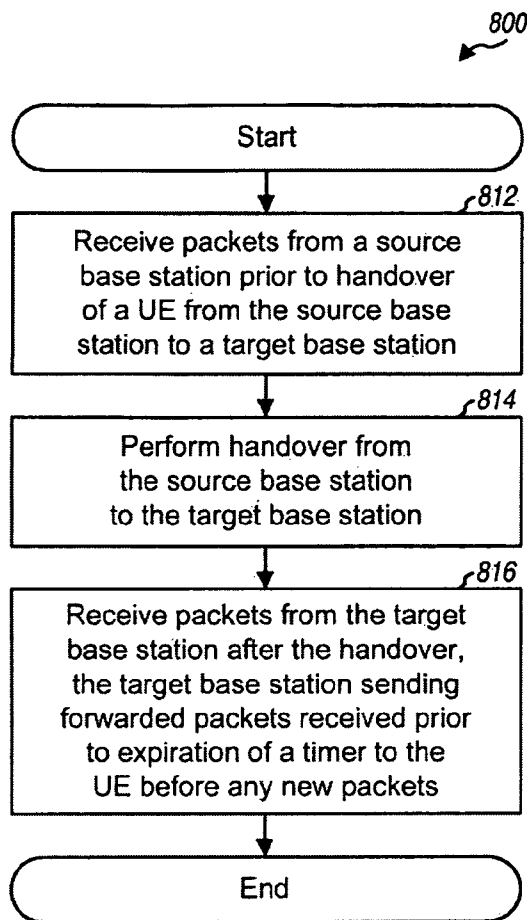 800
Start
812
Receive packets from a source
base station prior to handover
of a UE from the source base
station to a target base station
814
Perform handover from
the source base station
to the target base station
816
Receive packets from the target
base station after the handover,
the target base station sending
forwarded packets received prior
to expiration of a timer to the
UE before any new packets
End